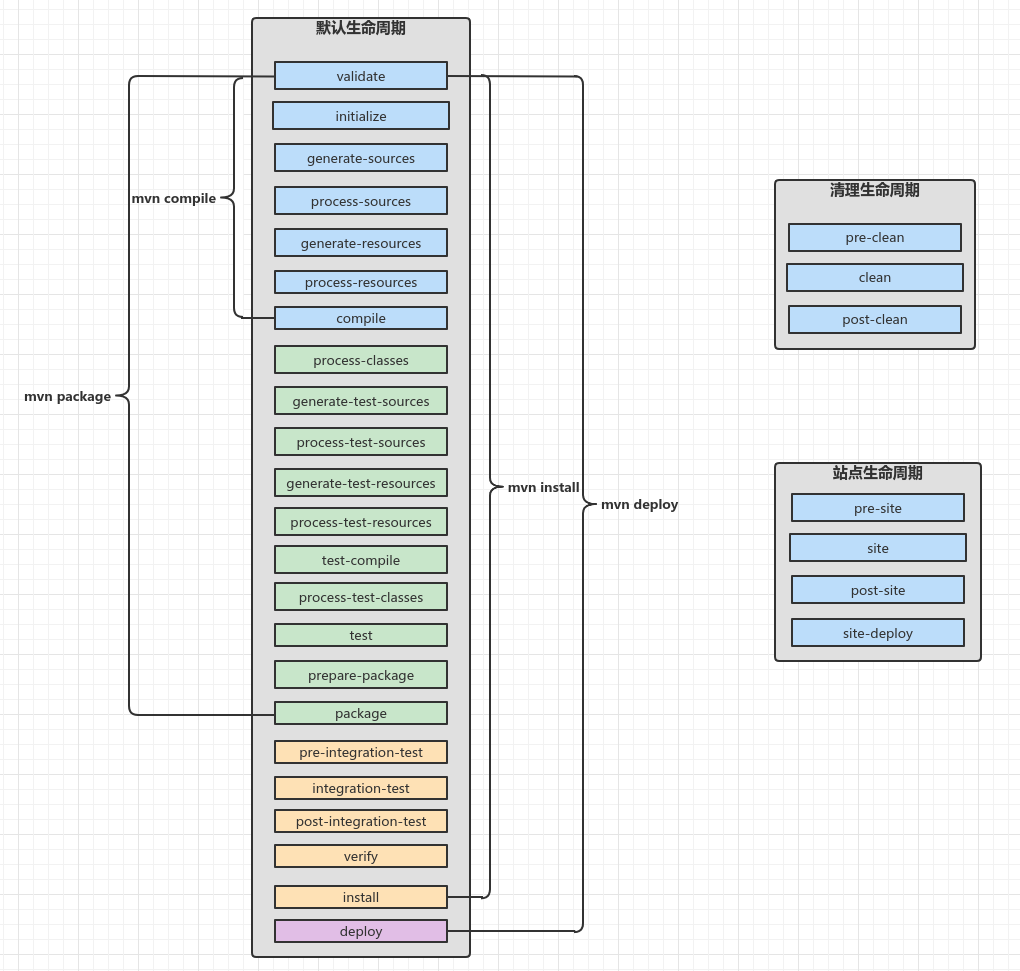 默认生命周期
validate
initialize
generate-sources
process-sources
generate-resources
process-resources
compile
process-classes
generate-test-sources
process-test-sources
generate-test-resources
process-test-resources
test-compile
process-test-classes
test
prepare-package
package
pre-integration-test
integration-test
post-integration-test
verify
install
deploy
mvn compile
mvn package
mvn install
mvn deploy
清理生命周期
pre-clean
clean
post-clean
站点生命周期
pre-site
site
post-site
site-deploy